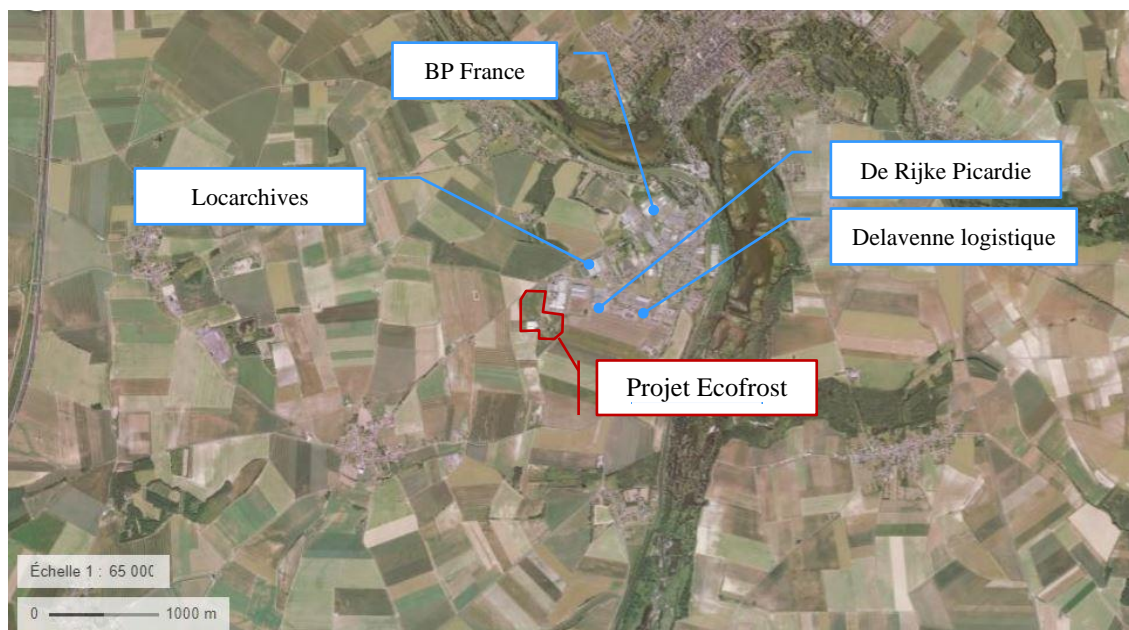 BP France
De Rijke Picardie
Locarchives
Delavenne logistique
Projet Ecofrost
Échelle 1 : 65 000
0 1000 m